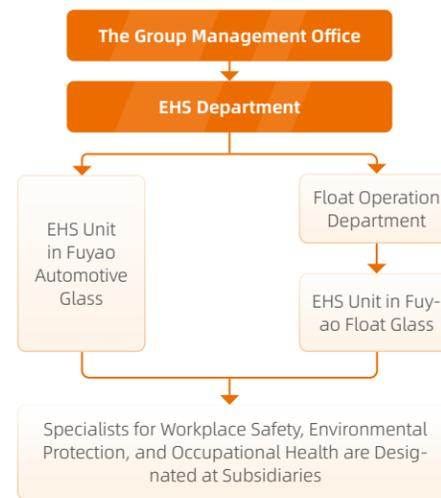 The Group Management Office
EHS Department
EHS Unit
in Fuyao
Automotive
Glass
Float Operation
Department
EHS Unit in Fuy-
ao Float Glass
Specialists for Workplace Safety, Environmental
Protection, and Occupational Health are Desig-
nated at Subsidiaries